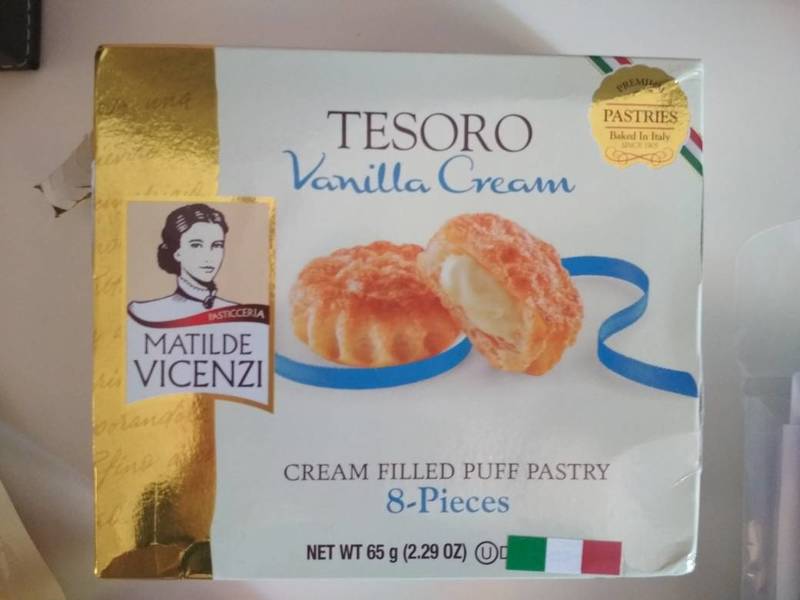 TESORO
Vanilla Cream
PREMIUM
PASTRIES
Baked In Italy
SINCE 1905
PASTICCERIA
MATILDE
VICENZI
CREAM FILLED PUFF PASTRY
8-Pieces
NET WT 65 g (2.29 OZ) U D
una